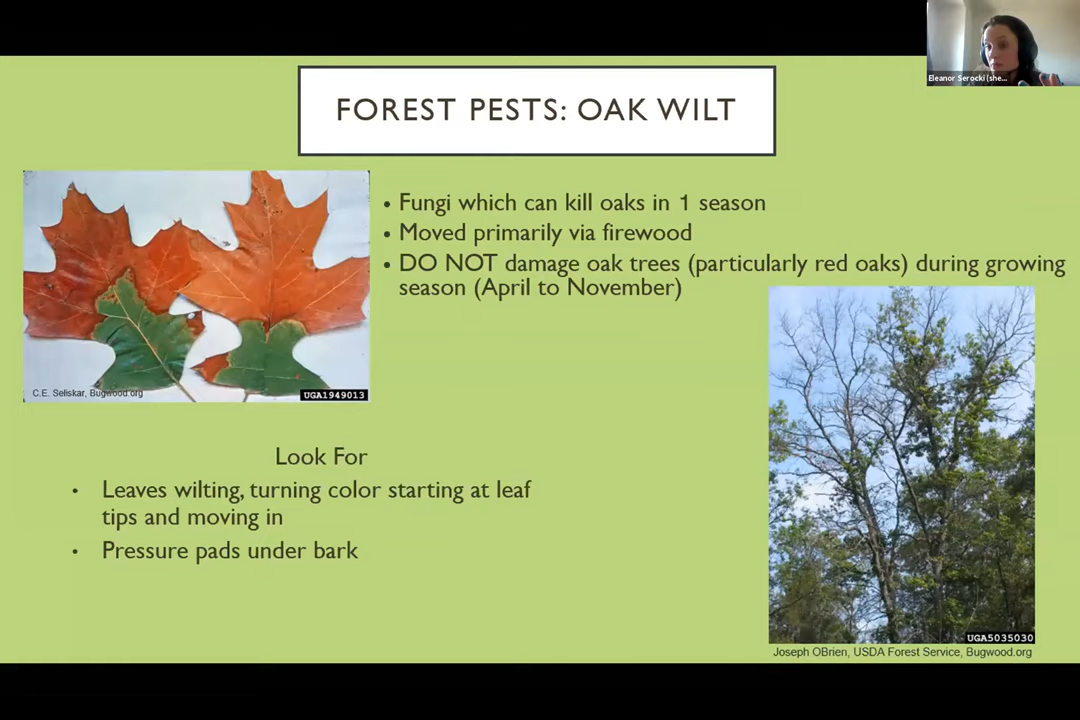 Eleanor Serocki (she...
FOREST PESTS: OAK WILT
• Fungi which can kill oaks in 1 season
• Moved primarily via firewood
• DO NOT damage oak trees (particularly red oaks) during growing
season (April to November)
C.E. Seliskar, Bugwood.org
UGA1949013
Look For
• Leaves wilting, turning color starting at leaf
tips and moving in
• Pressure pads under bark
UGA5035030
Joseph OBrien, USDA Forest Service, Bugwood.org